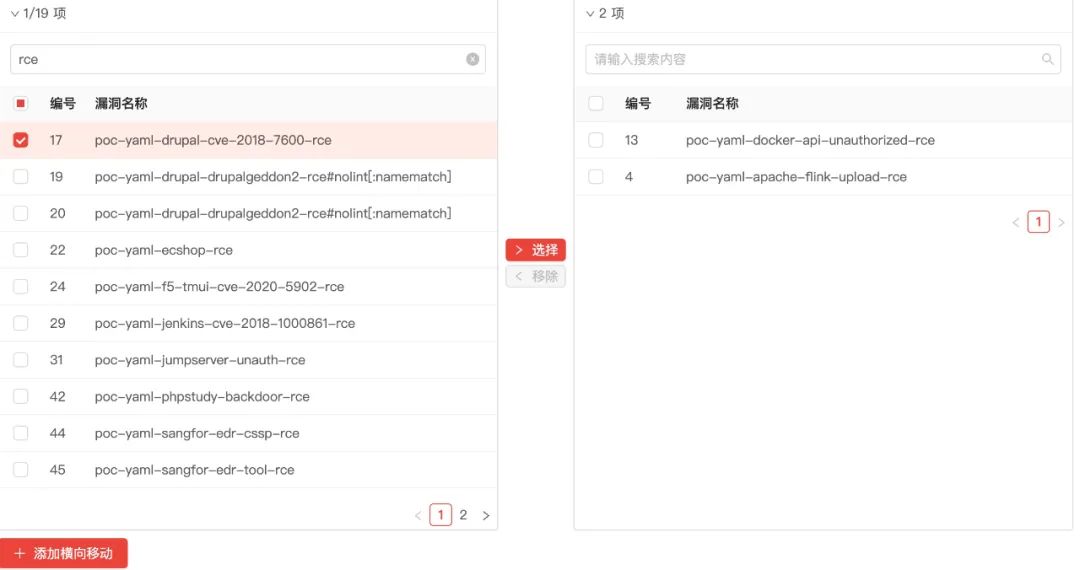 1/19 项
rce
编号 漏洞名称
17 poc-yaml-drupal-cve-2018-7600-rce
19 poc-yaml-drupal-drupalgeddon2-rce#nolint[:namematch]
20 poc-yaml-drupal-drupalgeddon2-rce#nolint[:namematch]
22 poc-yaml-ecshop-rce
24 poc-yaml-f5-tmui-cve-2020-5902-rce
29 poc-yaml-jenkins-cve-2018-1000861-rce
31 poc-yaml-jumpserver-unauth-rce
42 poc-yaml-phpstudy-backdoor-rce
44 poc-yaml-sangfor-edr-cssp-rce
45 poc-yaml-sangfor-edr-tool-rce
< 1 2 >
> 选择
< 移除
2 项
请输入搜索内容
编号 漏洞名称
13 poc-yaml-docker-api-unauthorized-rce
4 poc-yaml-apache-flink-upload-rce
< 1 >
+ 添加横向移动